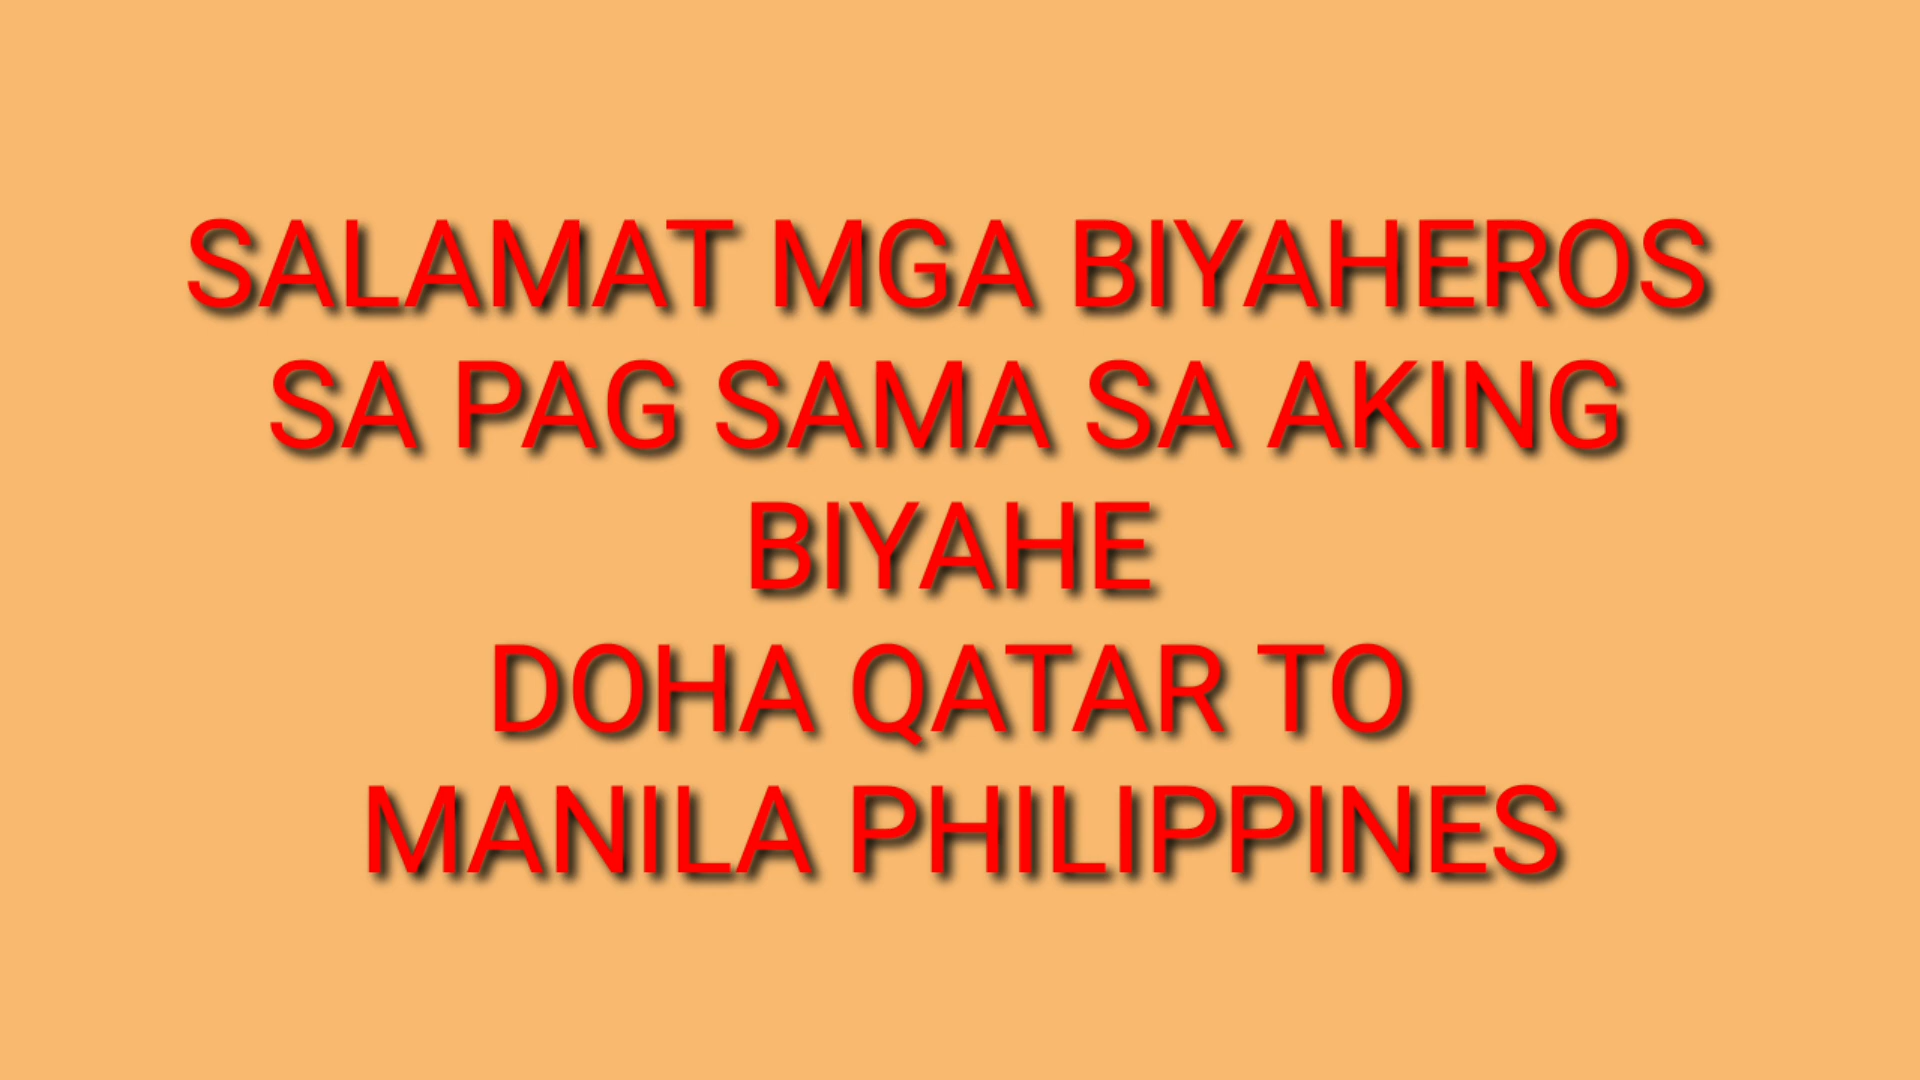 SALAMAT MGA BIYAHEROS
SA PAG SAMA SA AKING
BIYAHE
DOHA QATAR TO
MANILA PHILIPPINES